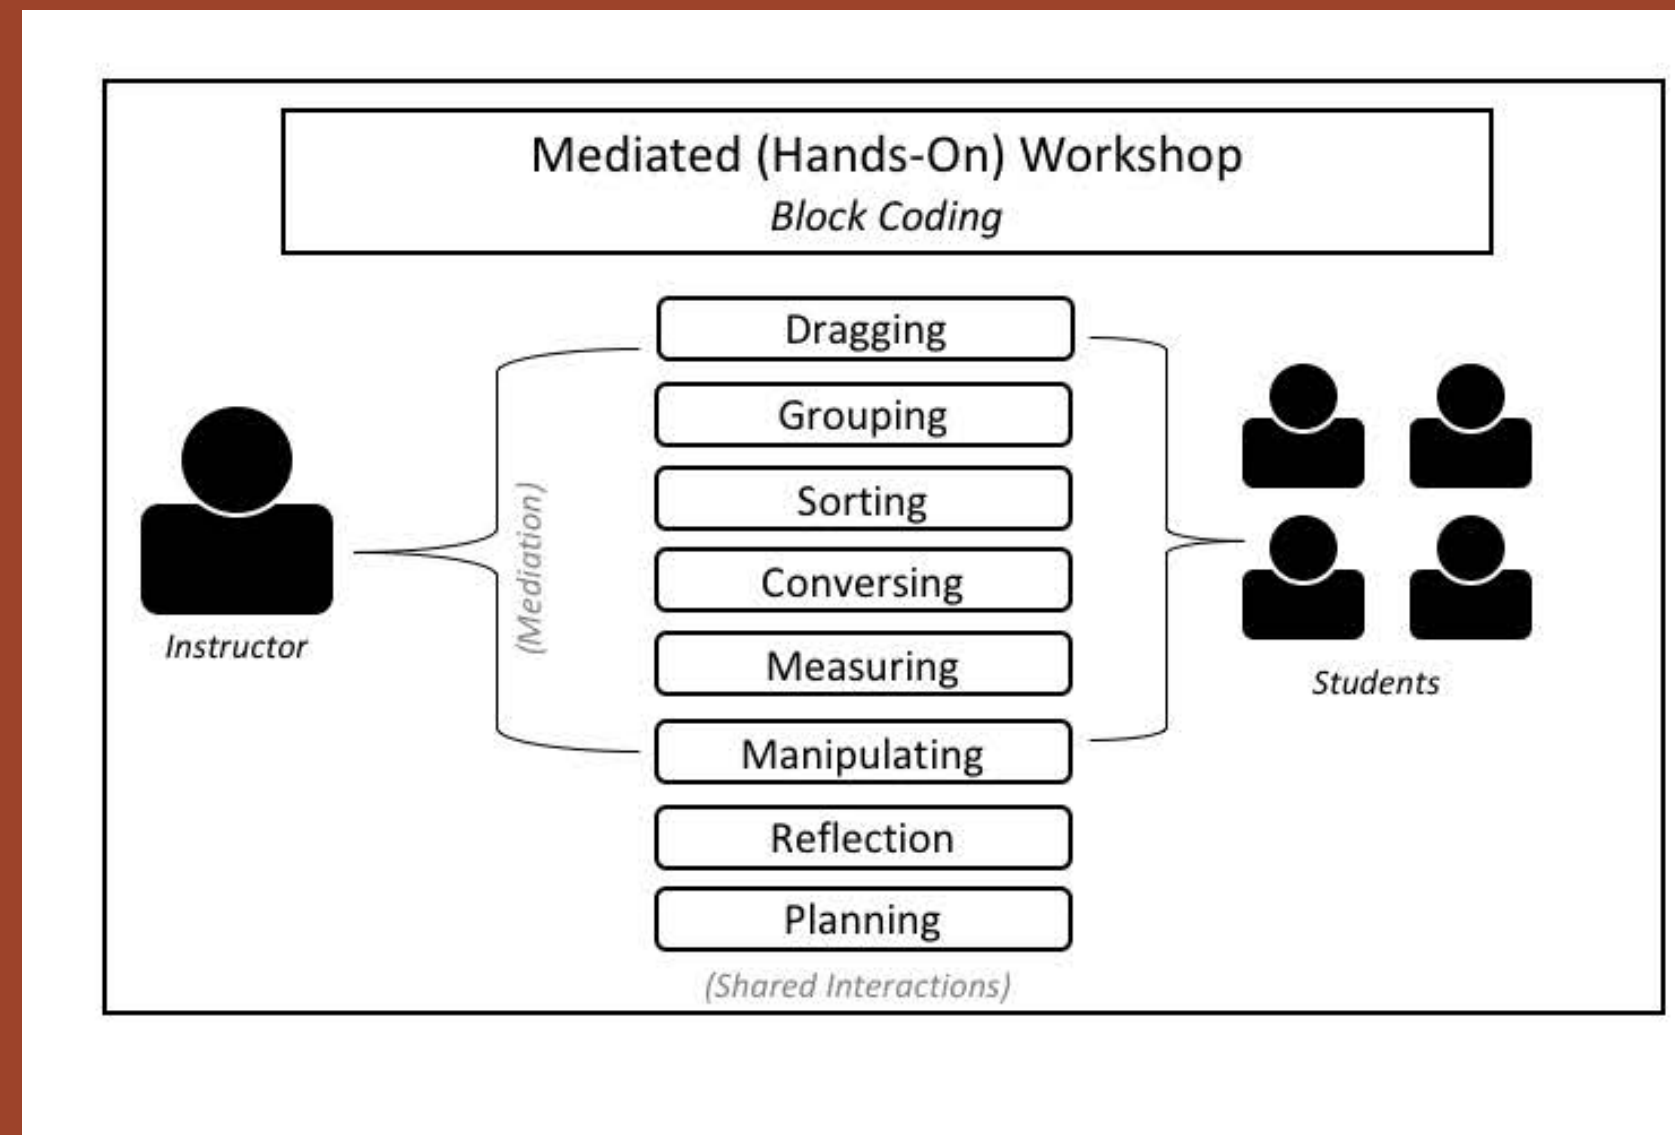 Mediated (Hands-On) Workshop
Block Coding
Dragging
Grouping
Sorting
Conversing
Measuring
Manipulating
Reflection
Planning
(Shared Interactions)
(Mediation)
Instructor
Students